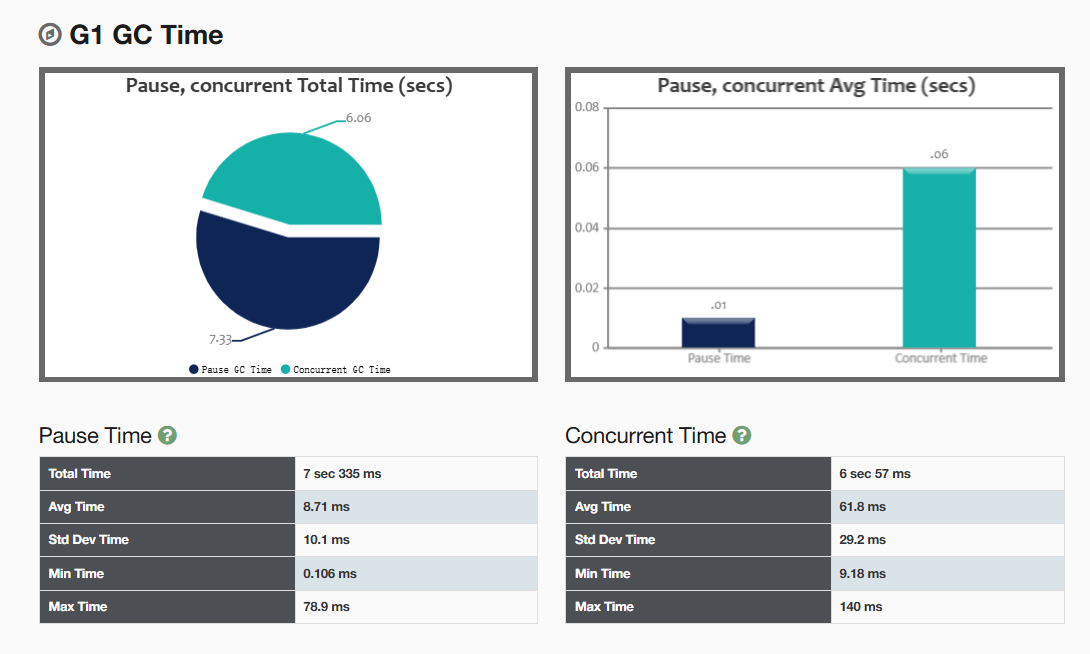 G1 GC Time
Pause, concurrent Total Time (secs)
6.06
7.33
Pause GC Time Concurrent GC Time
Pause, concurrent Avg Time (secs)
0.08
0.06
0.04
0.02
0
.01
.06
Pause Time Concurrent Time
Pause Time ?
Total Time 7 sec 335 ms
Avg Time 8.71 ms
Std Dev Time 10.1 ms
Min Time 0.106 ms
Max Time 78.9 ms
Concurrent Time ?
Total Time 6 sec 57 ms
Avg Time 61.8 ms
Std Dev Time 29.2 ms
Min Time 9.18 ms
Max Time 140 ms